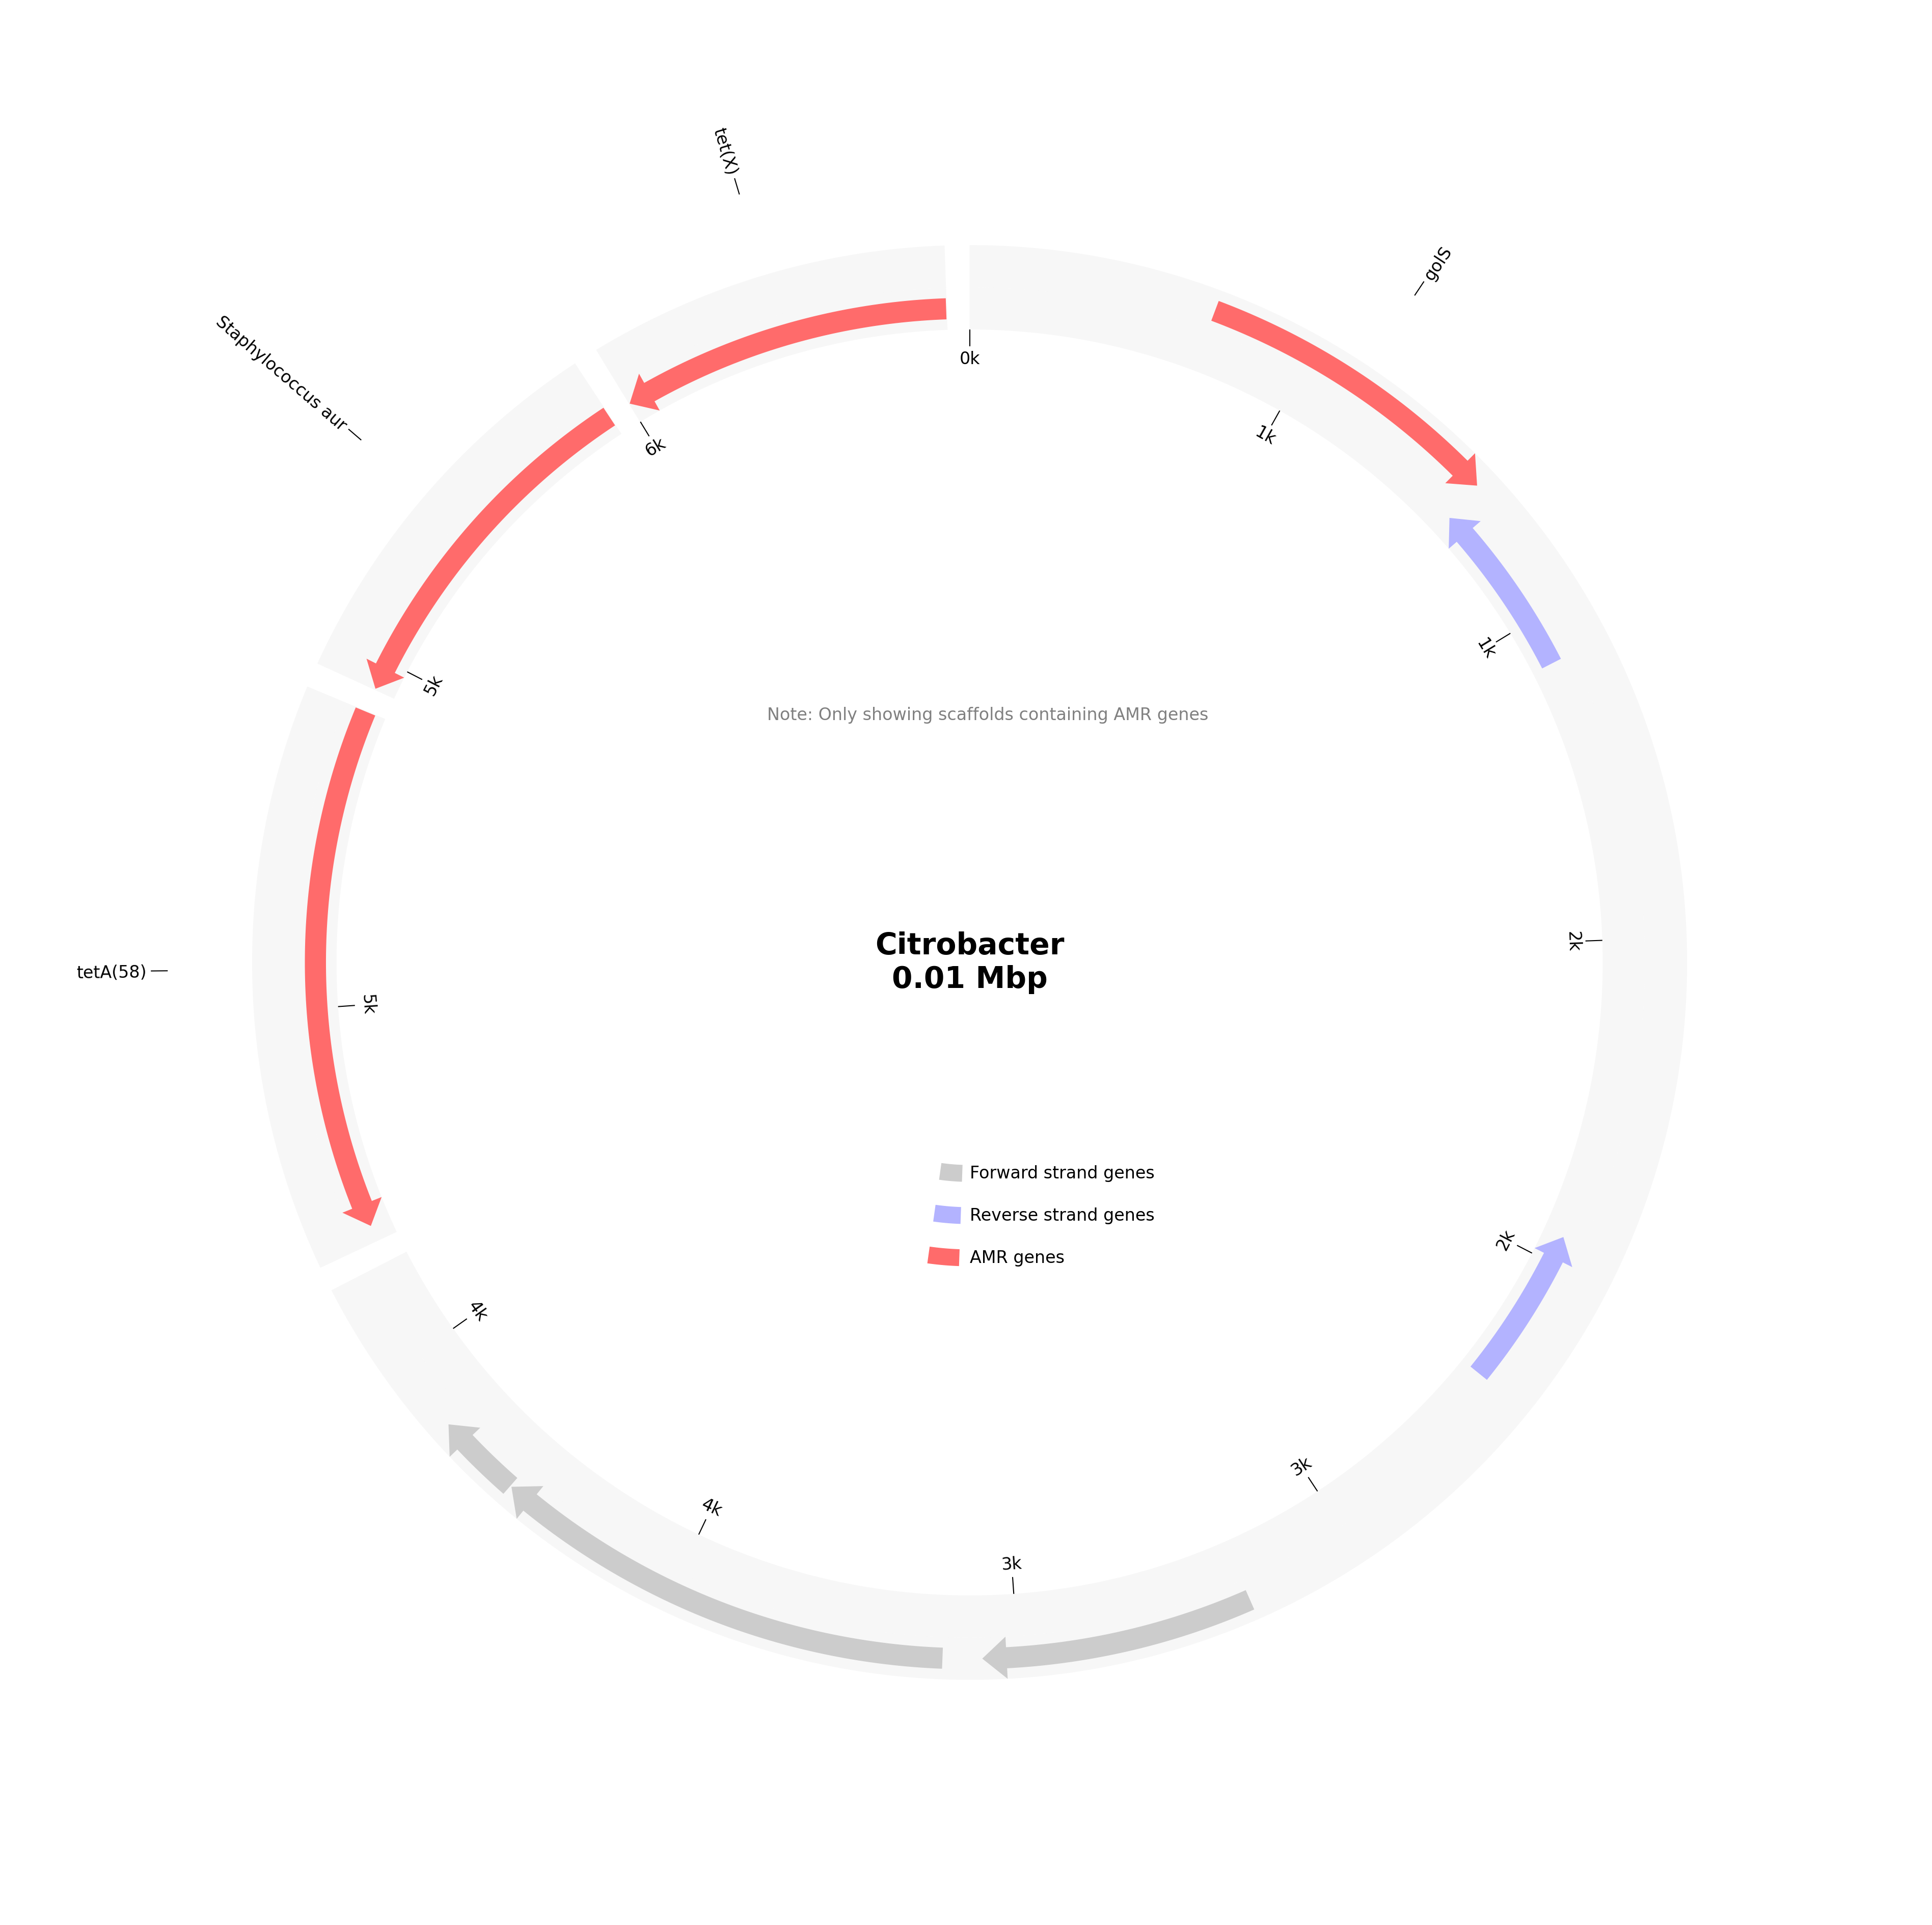 tet(X)
golS
Staphylococcus aur
0k
1k
6k
1k
5k
Note: Only showing scaffolds containing AMR genes
2k
Citrobacter
0.01 Mbp
tetA(58)
5k
Forward strand genes
Reverse strand genes
2k
AMR genes
4k
3k
4k
3k